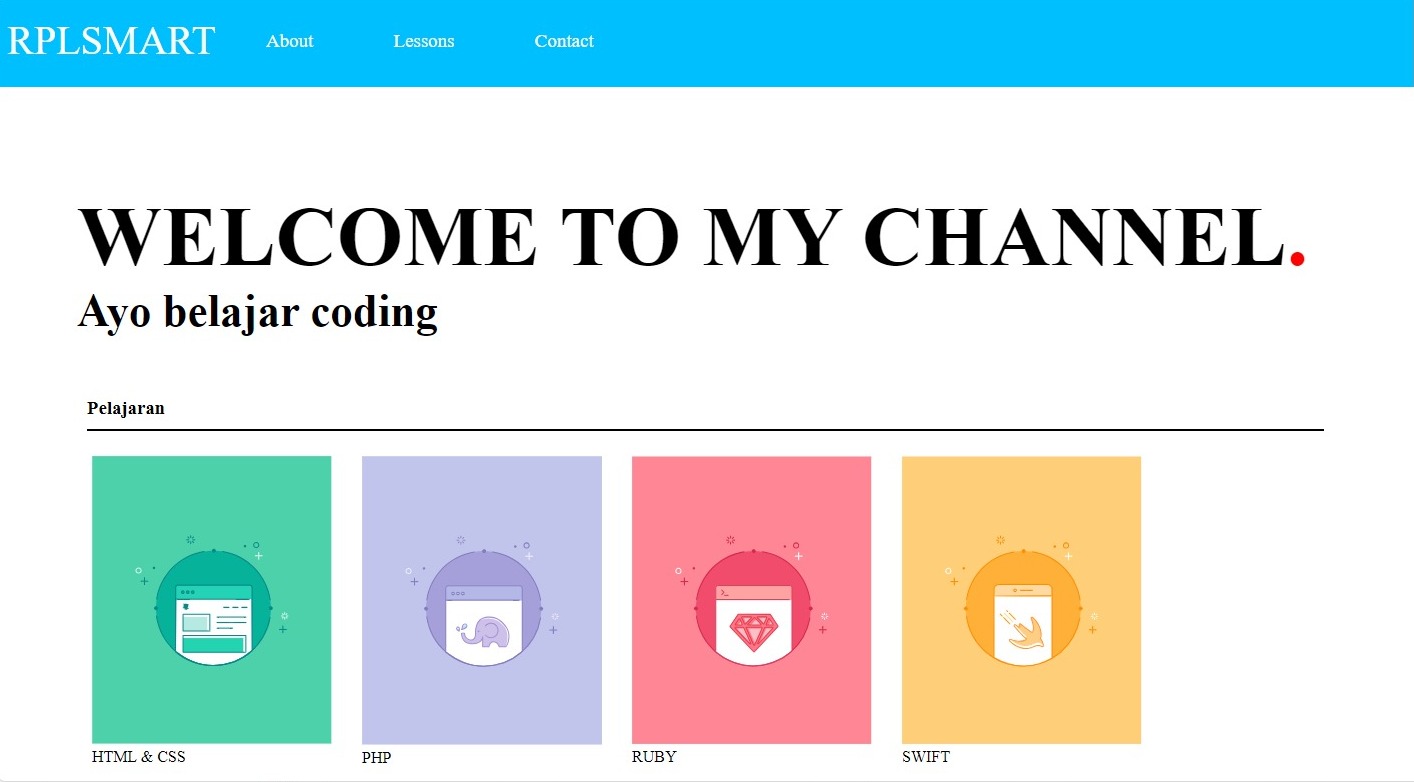 RPLSMART About Lessons Contact
WELCOME TO MY CHANNEL.
Ayo belajar coding
Pelajaran
HTML & CSS
PHP
RUBY
SWIFT